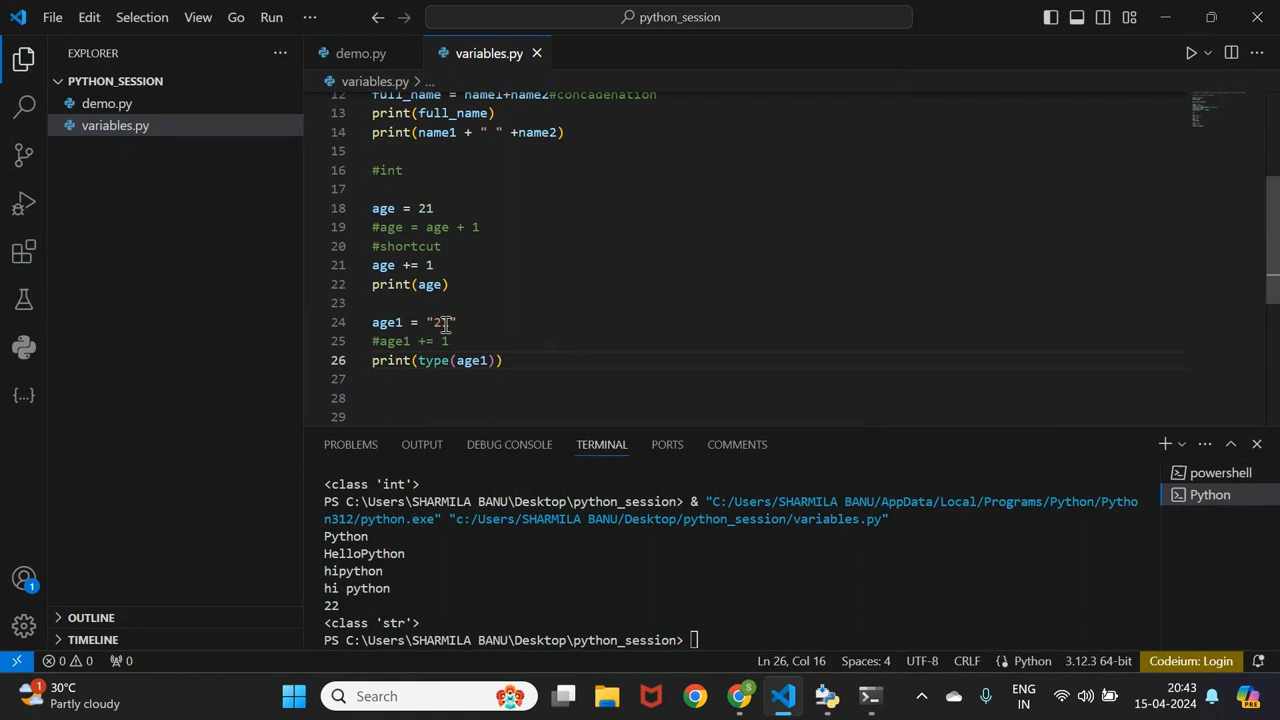 File Edit Selection View Go Run ··· python_session
EXPLORER ···
PYTHON_SESSION
demo.py
variables.py
OUTLINE
TIMELINE
demo.py variables.py
variables.py > ...
12 full_name = name1+name2#concadenation
13 print(full_name)
14 print(name1 + " " +name2)
15
16 #int
17
18 age = 21
19 #age = age + 1
20 #shortcut
21 age += 1
22 print(age)
23
24 age1 = "2
25 #age1 += 1
26 print(type(age1))
27
28
29
PROBLEMS OUTPUT DEBUG CONSOLE TERMINAL PORTS COMMENTS
powershell
Python
<class 'int'>
PS C:\Users\SHARMILA BANU\Desktop\python_session> & "C:/Users/SHARMILA BANU/AppData/Local/Programs/Python/Pytho
n312/python.exe" "c:/Users/SHARMILA BANU/Desktop/python_session/variables.py"
Python
HelloPython
hipython
hi python
22
<class 'str'>
PS C:\Users\SHARMILA BANU\Desktop\python_session>
1
0 0 0 Ln 26, Col 16 Spaces: 4 UTF-8 CRLF Python 3.12.3 64-bit Codeium: Login
1
30°C
Partly cloudy
Search
S
ENG
IN
20:43
15-04-2024
PRE